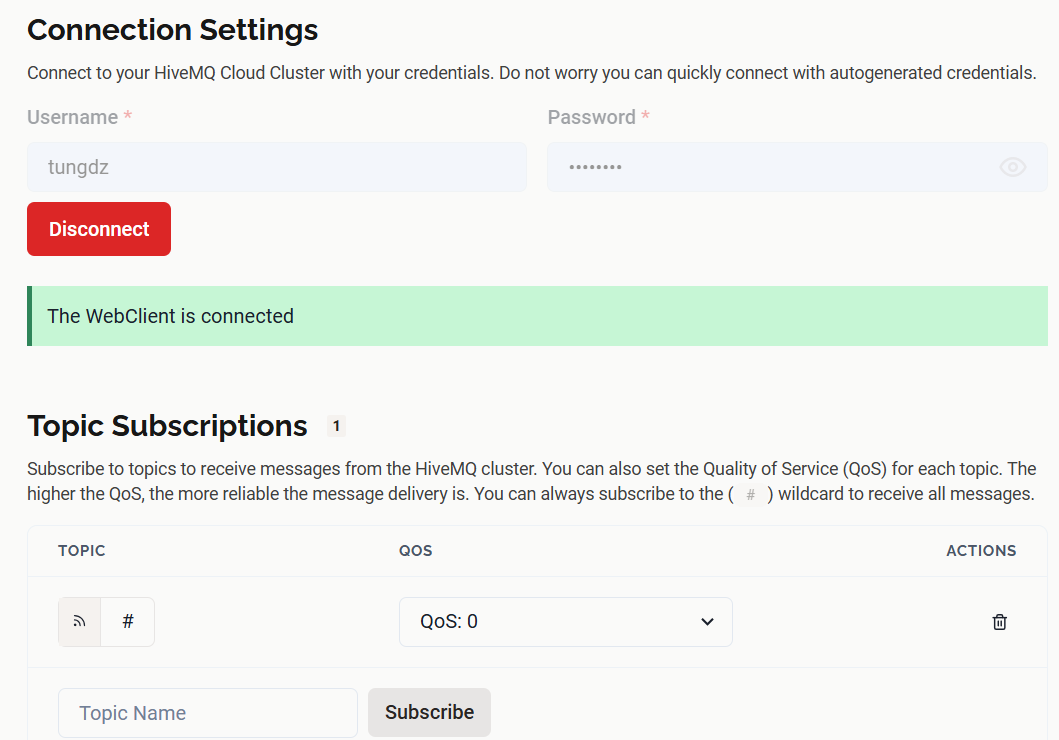 Connection Settings
Connect to your HiveMQ Cloud Cluster with your credentials. Do not worry you can quickly connect with autogenerated credentials.
Username * Password *
tungdz ••••••••
Disconnect
The WebClient is connected
Topic Subscriptions 1
Subscribe to topics to receive messages from the HiveMQ cluster. You can also set the Quality of Service (QoS) for each topic. The
higher the QoS, the more reliable the message delivery is. You can always subscribe to the ( # ) wildcard to receive all messages.
TOPIC QOS ACTIONS
# QoS: 0
Topic Name Subscribe